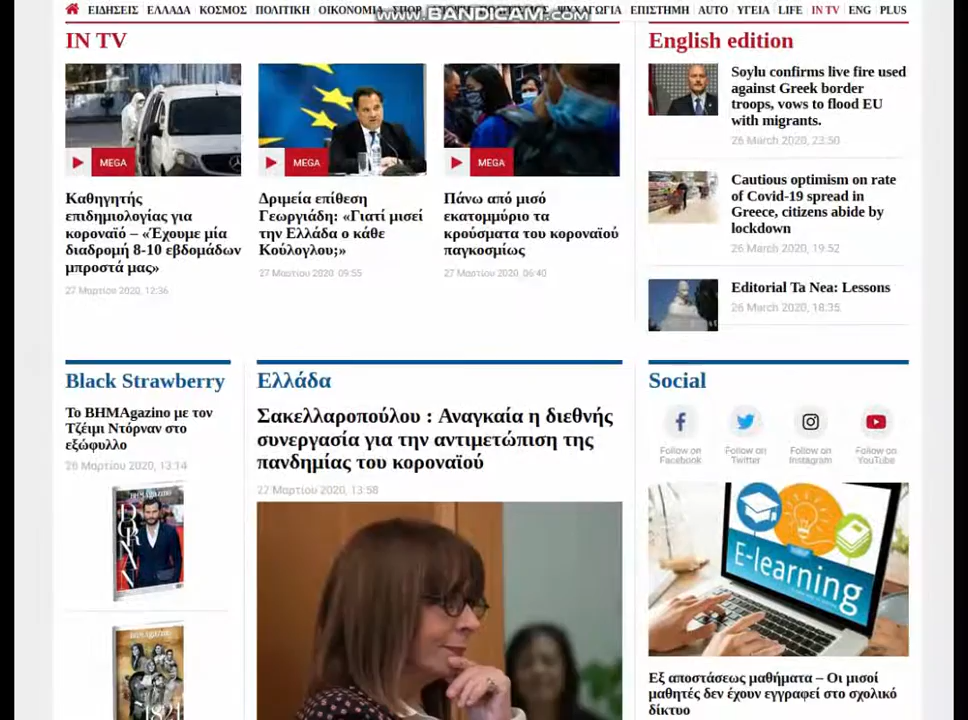 ΕΙΔΗΣΕΙΣ ΕΛΛΑΔΑ ΚΟΣΜΟΣ ΠΟΛΙΤΙΚΗ ΟΙΚΟΝΟΜΙΑ ΨΥΧΑΓΩΓΙΑ ΕΠΙΣΤΗΜΗ AUTO ΥΓΕΙΑ LIFE IN TV ENG PLUS
www.BANDICAM.com
IN TV
MEGA
Καθηγητής
επιδημιολογίας για
κοροναϊό – «Έχουμε μία
διαδρομή 8-10 εβδομάδων
μπροστά μας»
27 Μαρτίου 2020, 12:36
MEGA
Δριμεία επίθεση
Γεωργιάδη: «Γιατί μισεί
την Ελλάδα ο κάθε
Κούλογλου;»
27 Μαρτίου 2020, 09:55
MEGA
Πάνω από μισό
εκατομμύριο τα
κρούσματα του κοροναϊού
παγκοσμίως
27 Μαρτίου 2020, 06:40
English edition
Soylu confirms live fire used
against Greek border
troops, vows to flood EU
with migrants.
26 March 2020, 23:50
Cautious optimism on rate
of Covid-19 spread in
Greece, citizens abide by
lockdown
26 March 2020, 19:52
Editorial Ta Nea: Lessons
26 March 2020, 18:35
Black Strawberry
Το BHMAgazino με τον
Τζέιμι Ντόρναν στο
εξώφυλλο
26 Μαρτίου 2020, 13:14
BHMAgazino
DORNAN
BHMAgazino
1821
Ελλάδα
Σακελλαροπούλου : Αναγκαία η διεθνής
συνεργασία για την αντιμετώπιση της
πανδημίας του κοροναϊού
27 Μαρτίου 2020, 13:58
Social
Follow on
Facebook
Follow on
Twitter
Follow on
Instagram
Follow on
YouTube
E-learning
Εξ αποστάσεως μαθήματα – Οι μισοί
μαθητές δεν έχουν εγγραφεί στο σχολικό
δίκτυο